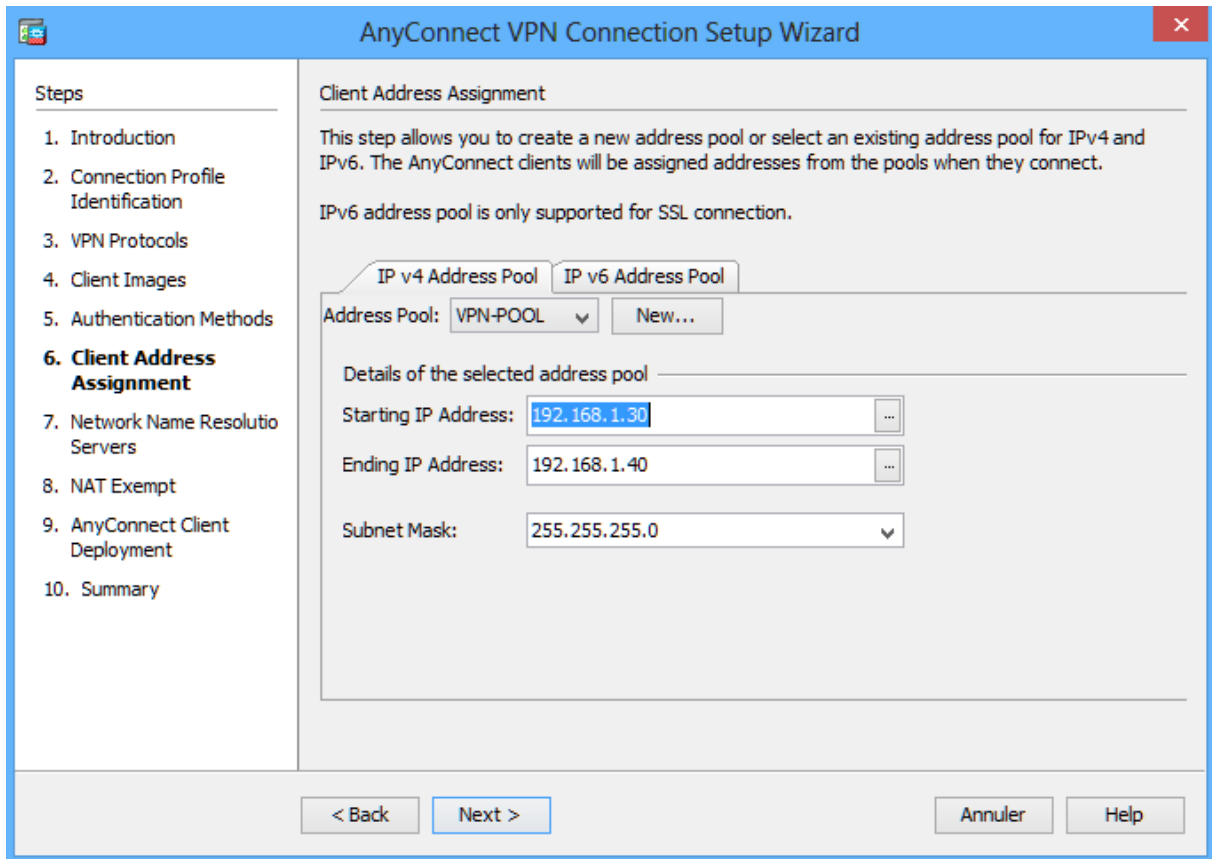 AnyConnect VPN Connection Setup Wizard
Steps
1. Introduction
2. Connection Profile
Identification
3. VPN Protocols
4. Client Images
5. Authentication Methods
6. Client Address
Assignment
7. Network Name Resolutio
Servers
8. NAT Exempt
9. AnyConnect Client
Deployment
10. Summary
Client Address Assignment
This step allows you to create a new address pool or select an existing address pool for IPv4 and
IPv6. The AnyConnect clients will be assigned addresses from the pools when they connect.
IPv6 address pool is only supported for SSL connection.
IP v4 Address Pool IP v6 Address Pool
Address Pool: VPN-POOL New...
Details of the selected address pool
Starting IP Address: 192.168.1.30 ...
Ending IP Address: 192.168.1.40 ...
Subnet Mask: 255.255.255.0
< Back Next > Annuler Help